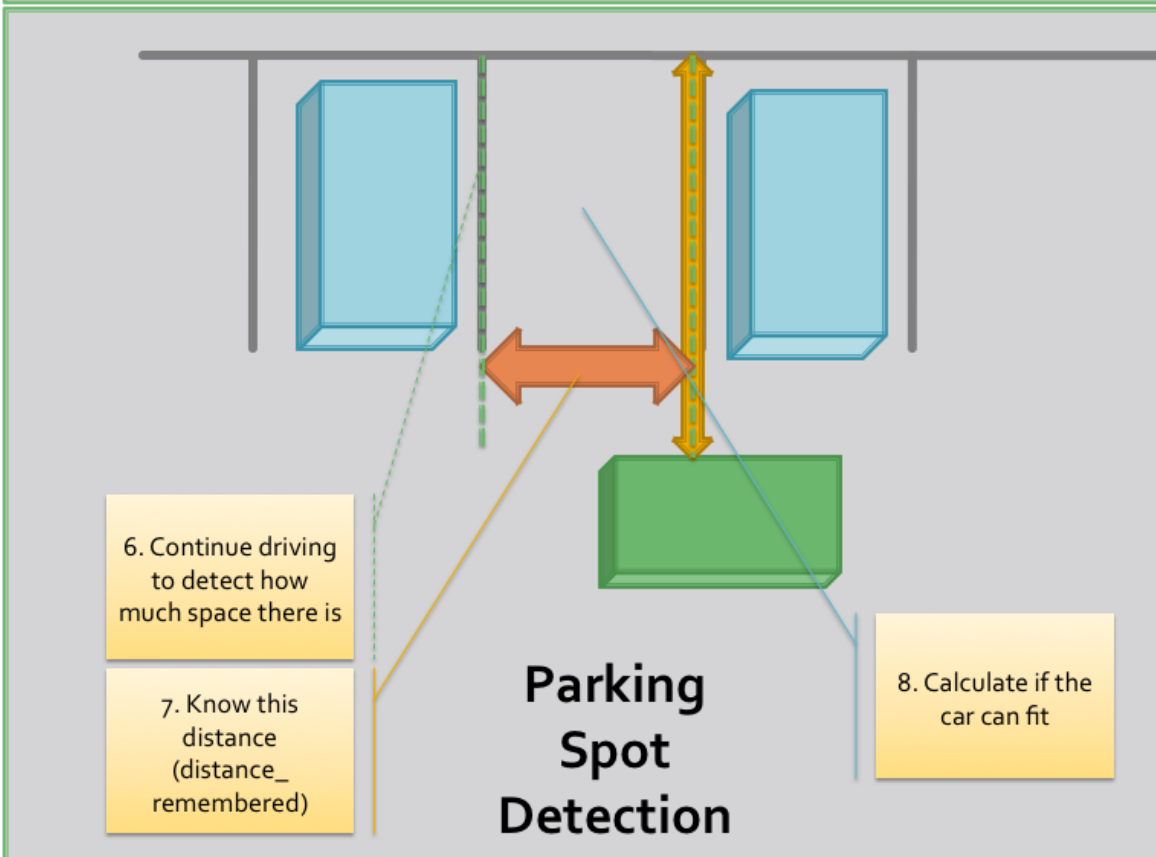 6. Continue driving
to detect how
much space there is
7. Know this
distance
(distance_
remembered)
Parking
Spot
Detection
8. Calculate if the
car can fit